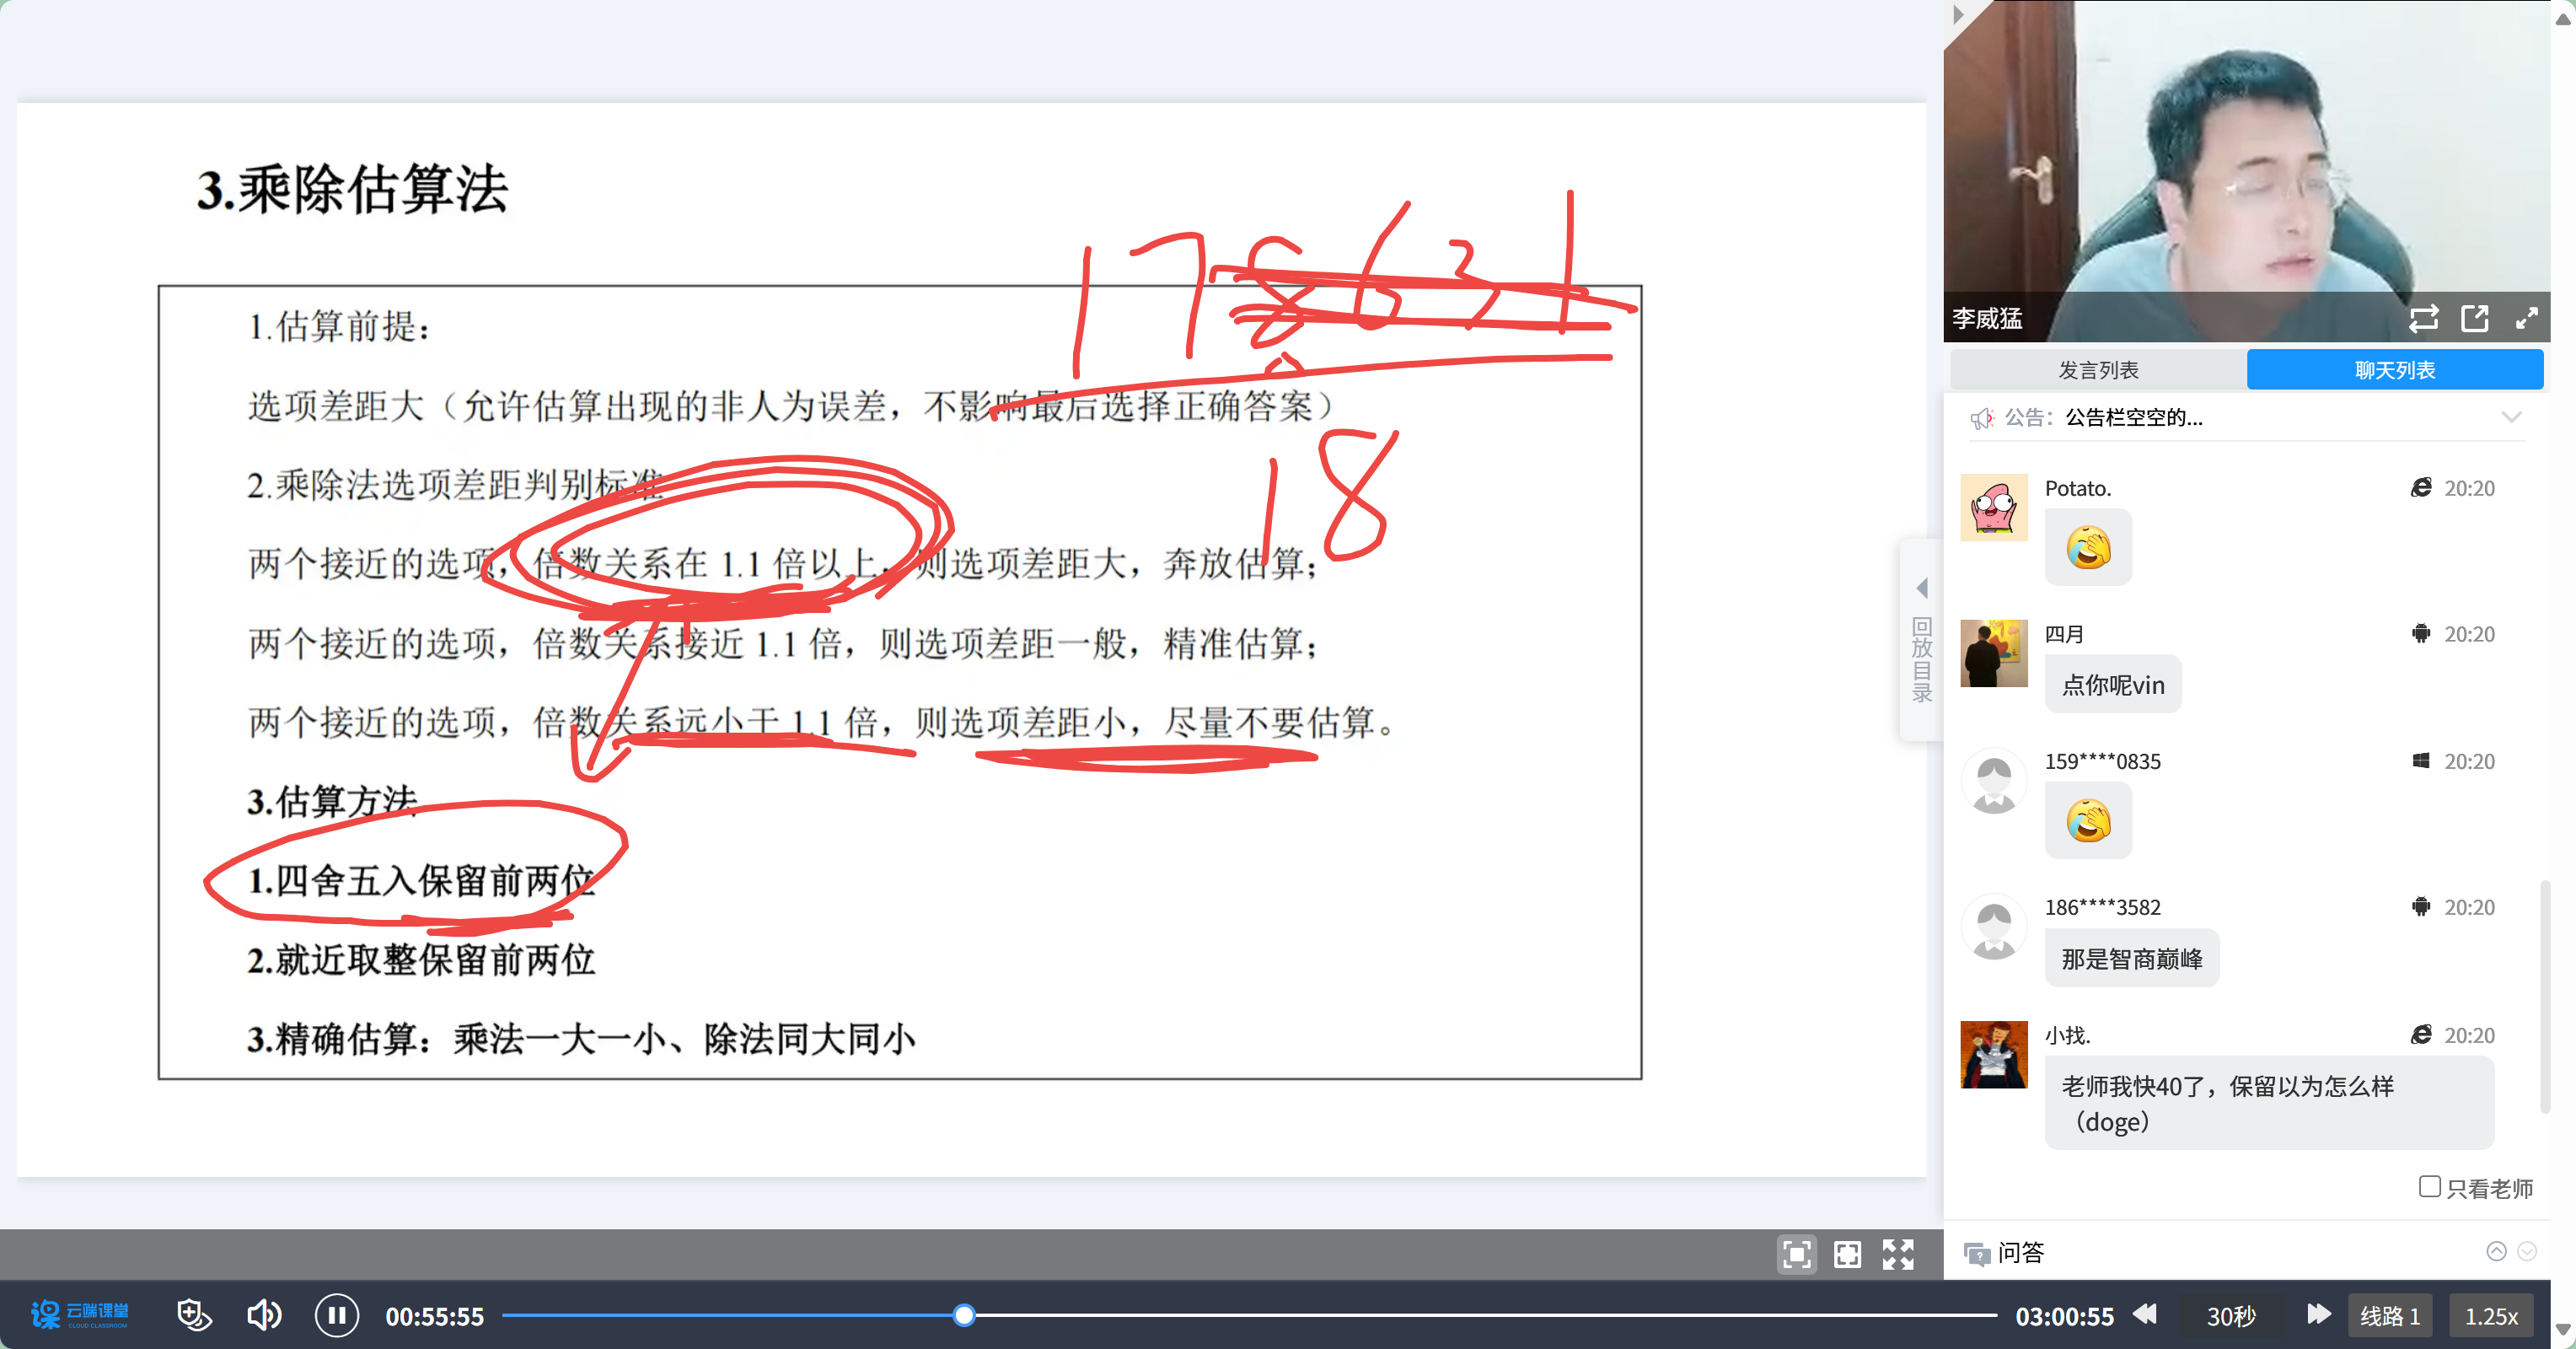 3.乘除估算法
178631
1.估算前提：
选项差距大（允许估算出现的非人为误差，不影响最后选择正确答案）
18
2.乘除法选项差距判别标准
两个接近的选项，倍数关系在 1.1 倍以上，则选项差距大，奔放估算；
两个接近的选项，倍数关系接近 1.1 倍，则选项差距一般，精准估算；
两个接近的选项，倍数关系远小于 1.1 倍，则选项差距小，尽量不要估算。
3.估算方法
1.四舍五入保留前两位
2.就近取整保留前两位
3.精确估算：乘法一大一小、除法同大同小
回放目录
李威猛
发言列表
聊天列表
公告：公告栏空空的...
Potato.
20:20
四月
20:20
点你呢vin
159****0835
20:20
186****3582
20:20
那是智商巅峰
小找.
20:20
老师我快40了，保留以为怎么样
（doge）
只看老师
问答
云端课堂
CLOUD CLASSROOM
00:55:55
03:00:55
30秒
线路 1
1.25x